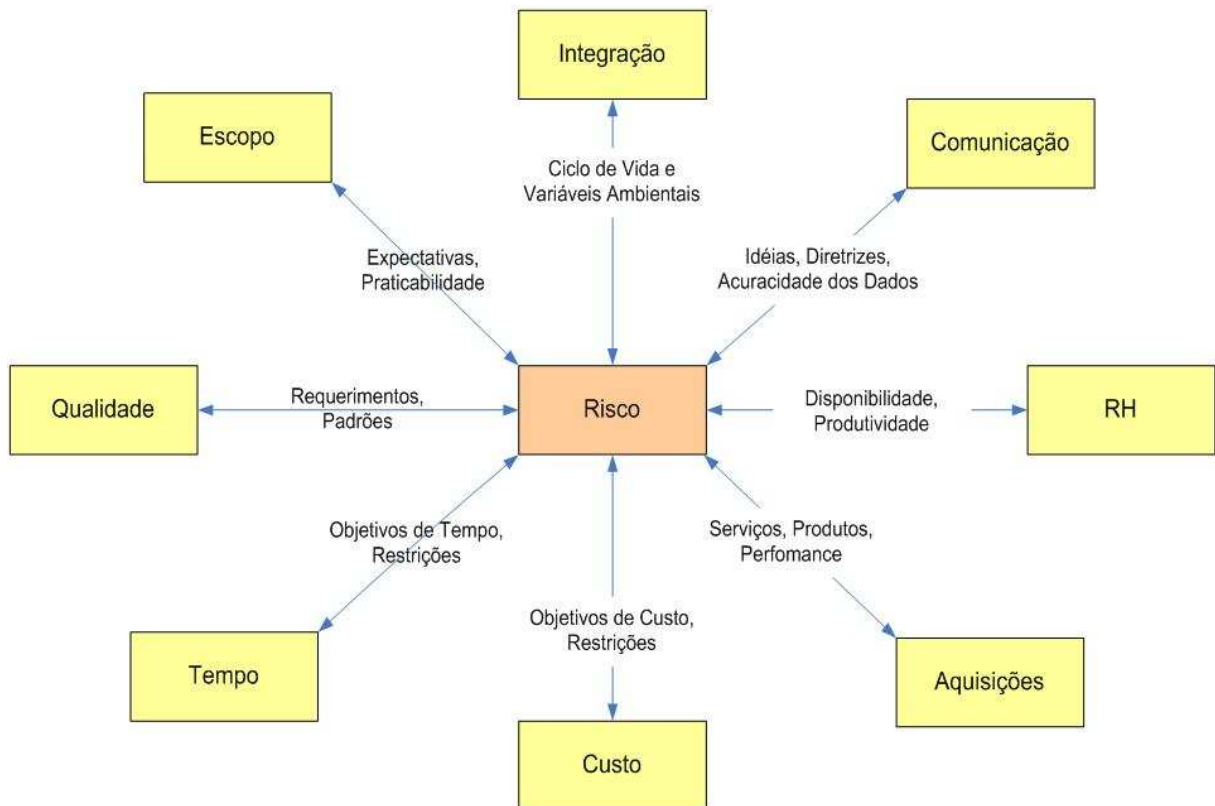 Integração
Escopo
Comunicação
Ciclo de Vida e
Variáveis Ambientais
Expectativas,
Praticabilidade
Idéias, Diretrizes,
Acuracidade dos Dados
Qualidade
Requerimentos,
Padrões
Risco
Disponibilidade,
Produtividade
RH
Objetivos de Tempo,
Restrições
Serviços, Produtos,
Perfomance
Objetivos de Custo,
Restrições
Tempo
Aquisições
Custo